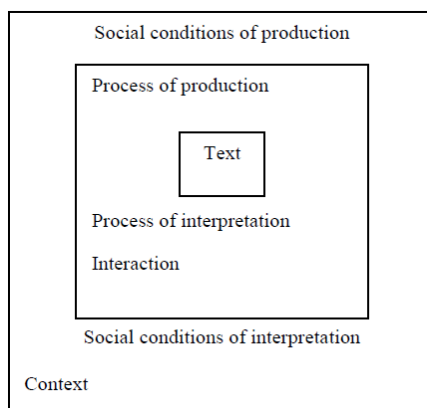 Social conditions of production
Process of production
Text
Process of interpretation
Interaction
Social conditions of interpretation
Context